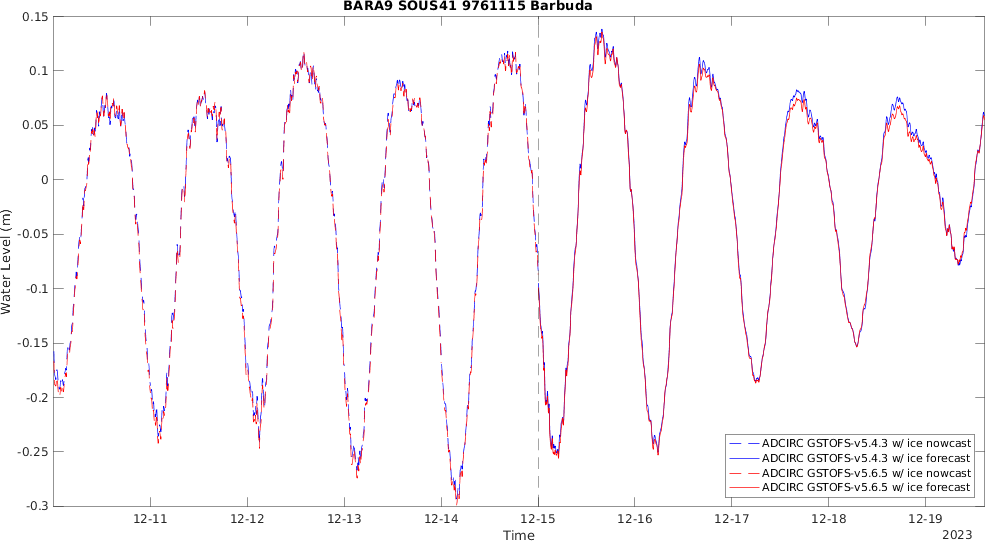 BARA9 SOUS41 9761115 Barbuda
0.15
0.1
0.05
0
-0.05
-0.1
-0.15
-0.2
-0.25
-0.3
Water Level (m)
ADCIRC GSTOFS-v5.4.3 w/ ice nowcast
ADCIRC GSTOFS-v5.4.3 w/ ice forecast
ADCIRC GSTOFS-v5.6.5 w/ ice nowcast
ADCIRC GSTOFS-v5.6.5 w/ ice forecast
12-11 12-12 12-13 12-14 12-15 12-16 12-17 12-18 12-19
Time
2023